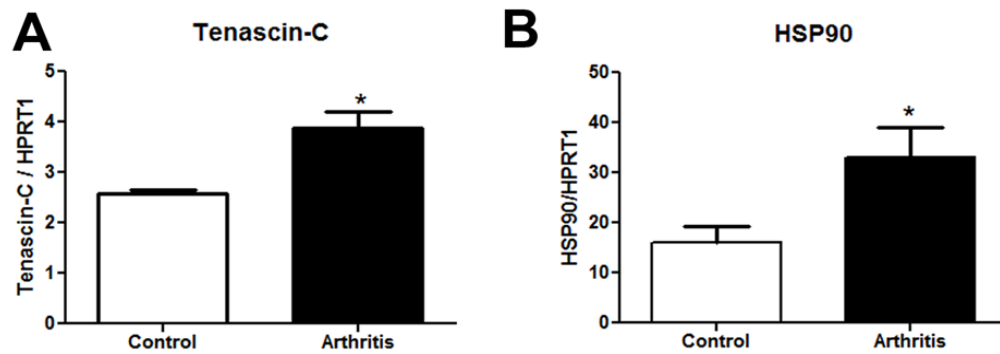 A
Tenascin-C
Tenascin-C / HPRT1
5
4
3
2
1
0
*
Control
Arthritis
B
HSP90
HSP90/HPRT1
50
40
30
20
10
0
*
Control
Arthritis